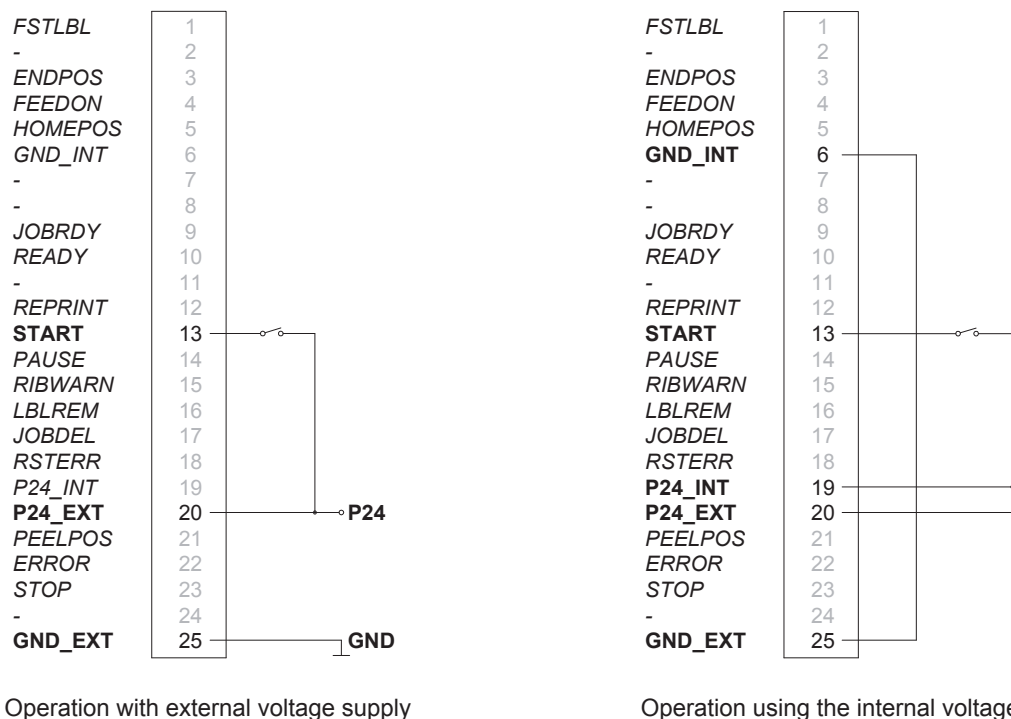 FSTLBL 1
- 2
ENDPOS 3
FEEDON 4
HOMEPOS 5
GND_INT 6
- 7
- 8
JOBRDY 9
READY 10
- 11
REPRINT 12
START 13
PAUSE 14
RIBWARN 15
LBLREM 16
JOBDEL 17
RSTERR 18
P24_INT 19
P24_EXT 20 P24
PEELPOS 21
ERROR 22
STOP 23
- 24
GND_EXT 25 GND
Operation with external voltage supply
FSTLBL 1
- 2
ENDPOS 3
FEEDON 4
HOMEPOS 5
GND_INT 6
- 7
- 8
JOBRDY 9
READY 10
- 11
REPRINT 12
START 13
PAUSE 14
RIBWARN 15
LBLREM 16
JOBDEL 17
RSTERR 18
P24_INT 19
P24_EXT 20
PEELPOS 21
ERROR 22
STOP 23
- 24
GND_EXT 25
Operation using the internal voltage